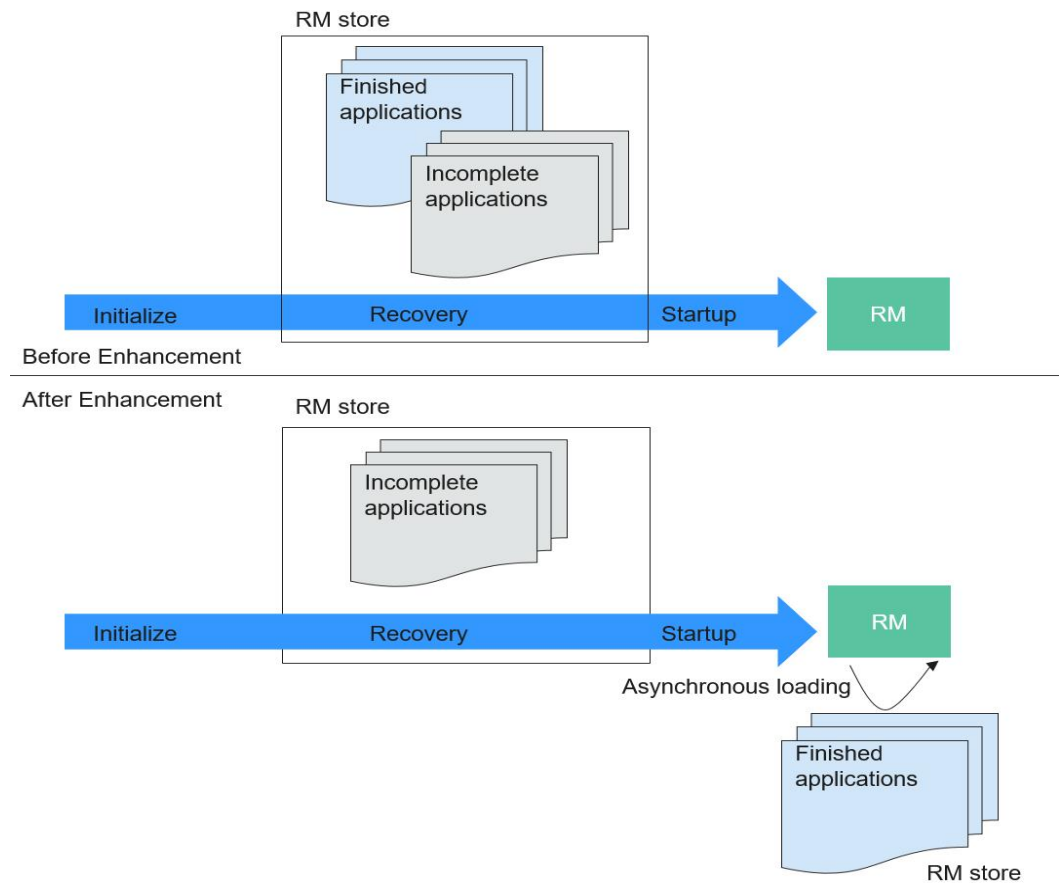 RM store
Finished
applications
Incomplete
applications
Initialize
Recovery
Startup
RM
Before Enhancement
After Enhancement
RM store
Incomplete
applications
Initialize
Recovery
Startup
RM
Asynchronous loading
Finished
applications
RM store